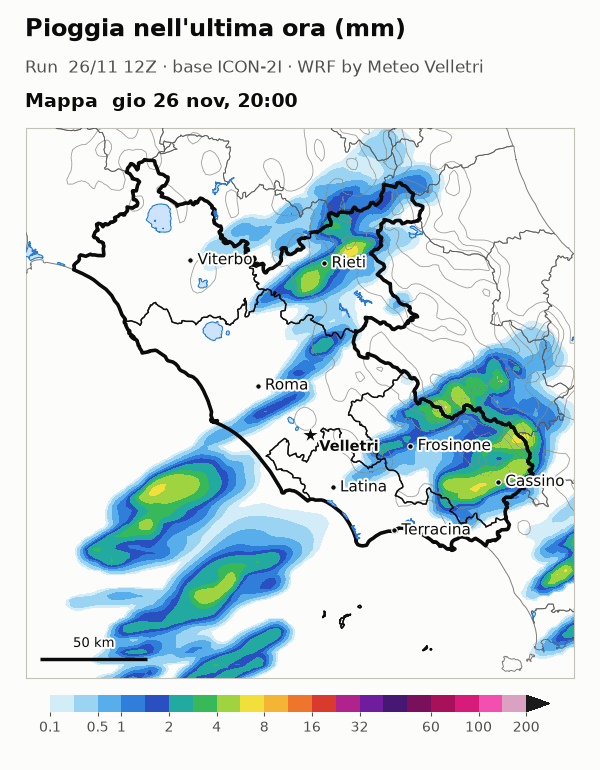 Pioggia nell'ultima ora (mm)
Run  26/11 12Z · base ICON-2I · WRF by Meteo Velletri
Mappa  gio 26 nov, 20:00
Viterbo
Rieti
Roma
Velletri
Frosinone
Latina
Cassino
Terracina
50 km
0.1 0.5 1 2 4 8 16 32 60 100 200